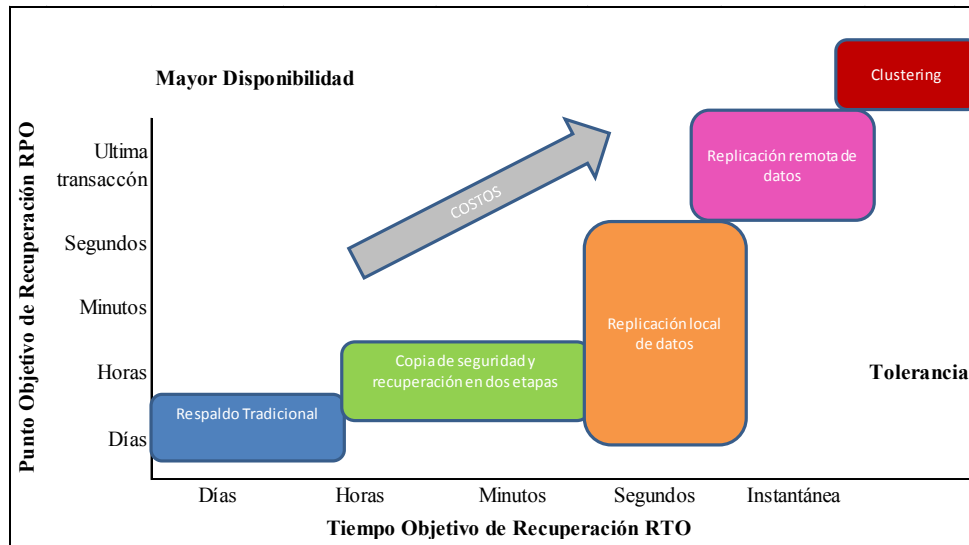 Clustering
Mayor Disponibilidad
Replicación remota de
datos
COSTOS
Punto Objetivo de Recuperación RPO
Ultima
transaccón
Segundos
Minutos
Horas
Días
Replicación local
de datos
Copia de seguridad y
recuperación en dos etapas
Tolerancia
Respaldo Tradicional
Días
Horas
Minutos
Segundos
Instantánea
Tiempo Objetivo de Recuperación RTO